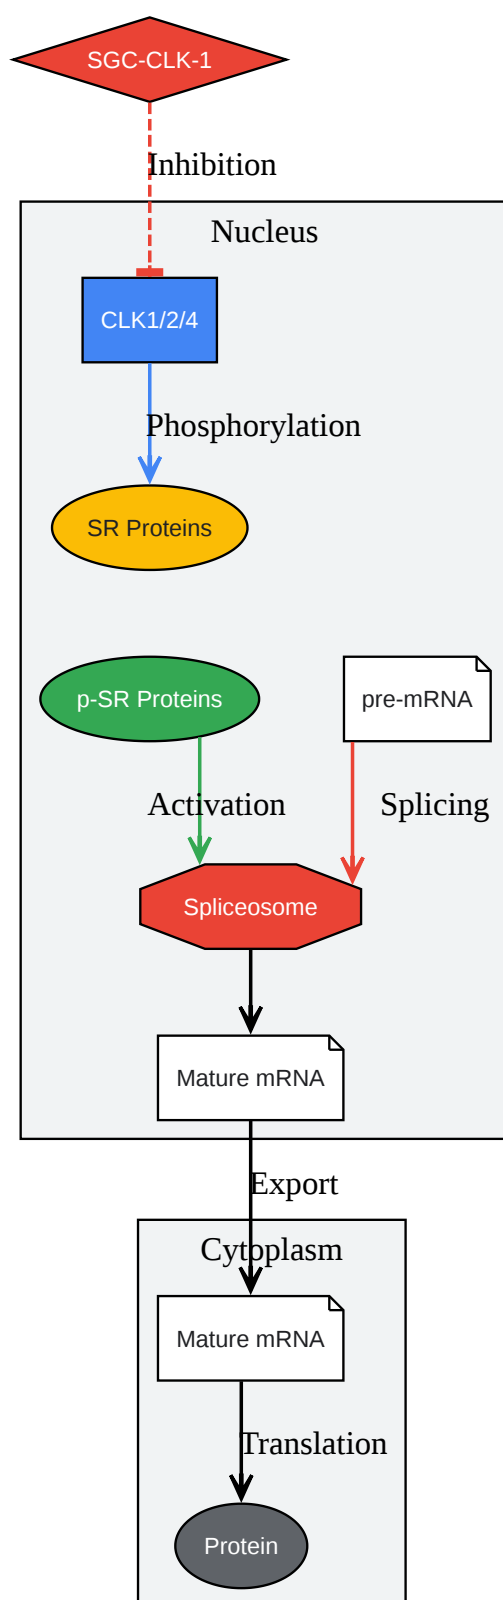 SGC-CLK-1
Inhibition
Nucleus
CLK1/2/4
Phosphorylation
SR Proteins
p-SR Proteins
pre-mRNA
Activation
Splicing
Spliceosome
Mature mRNA
Export
Cytoplasm
Mature mRNA
Translation
Protein